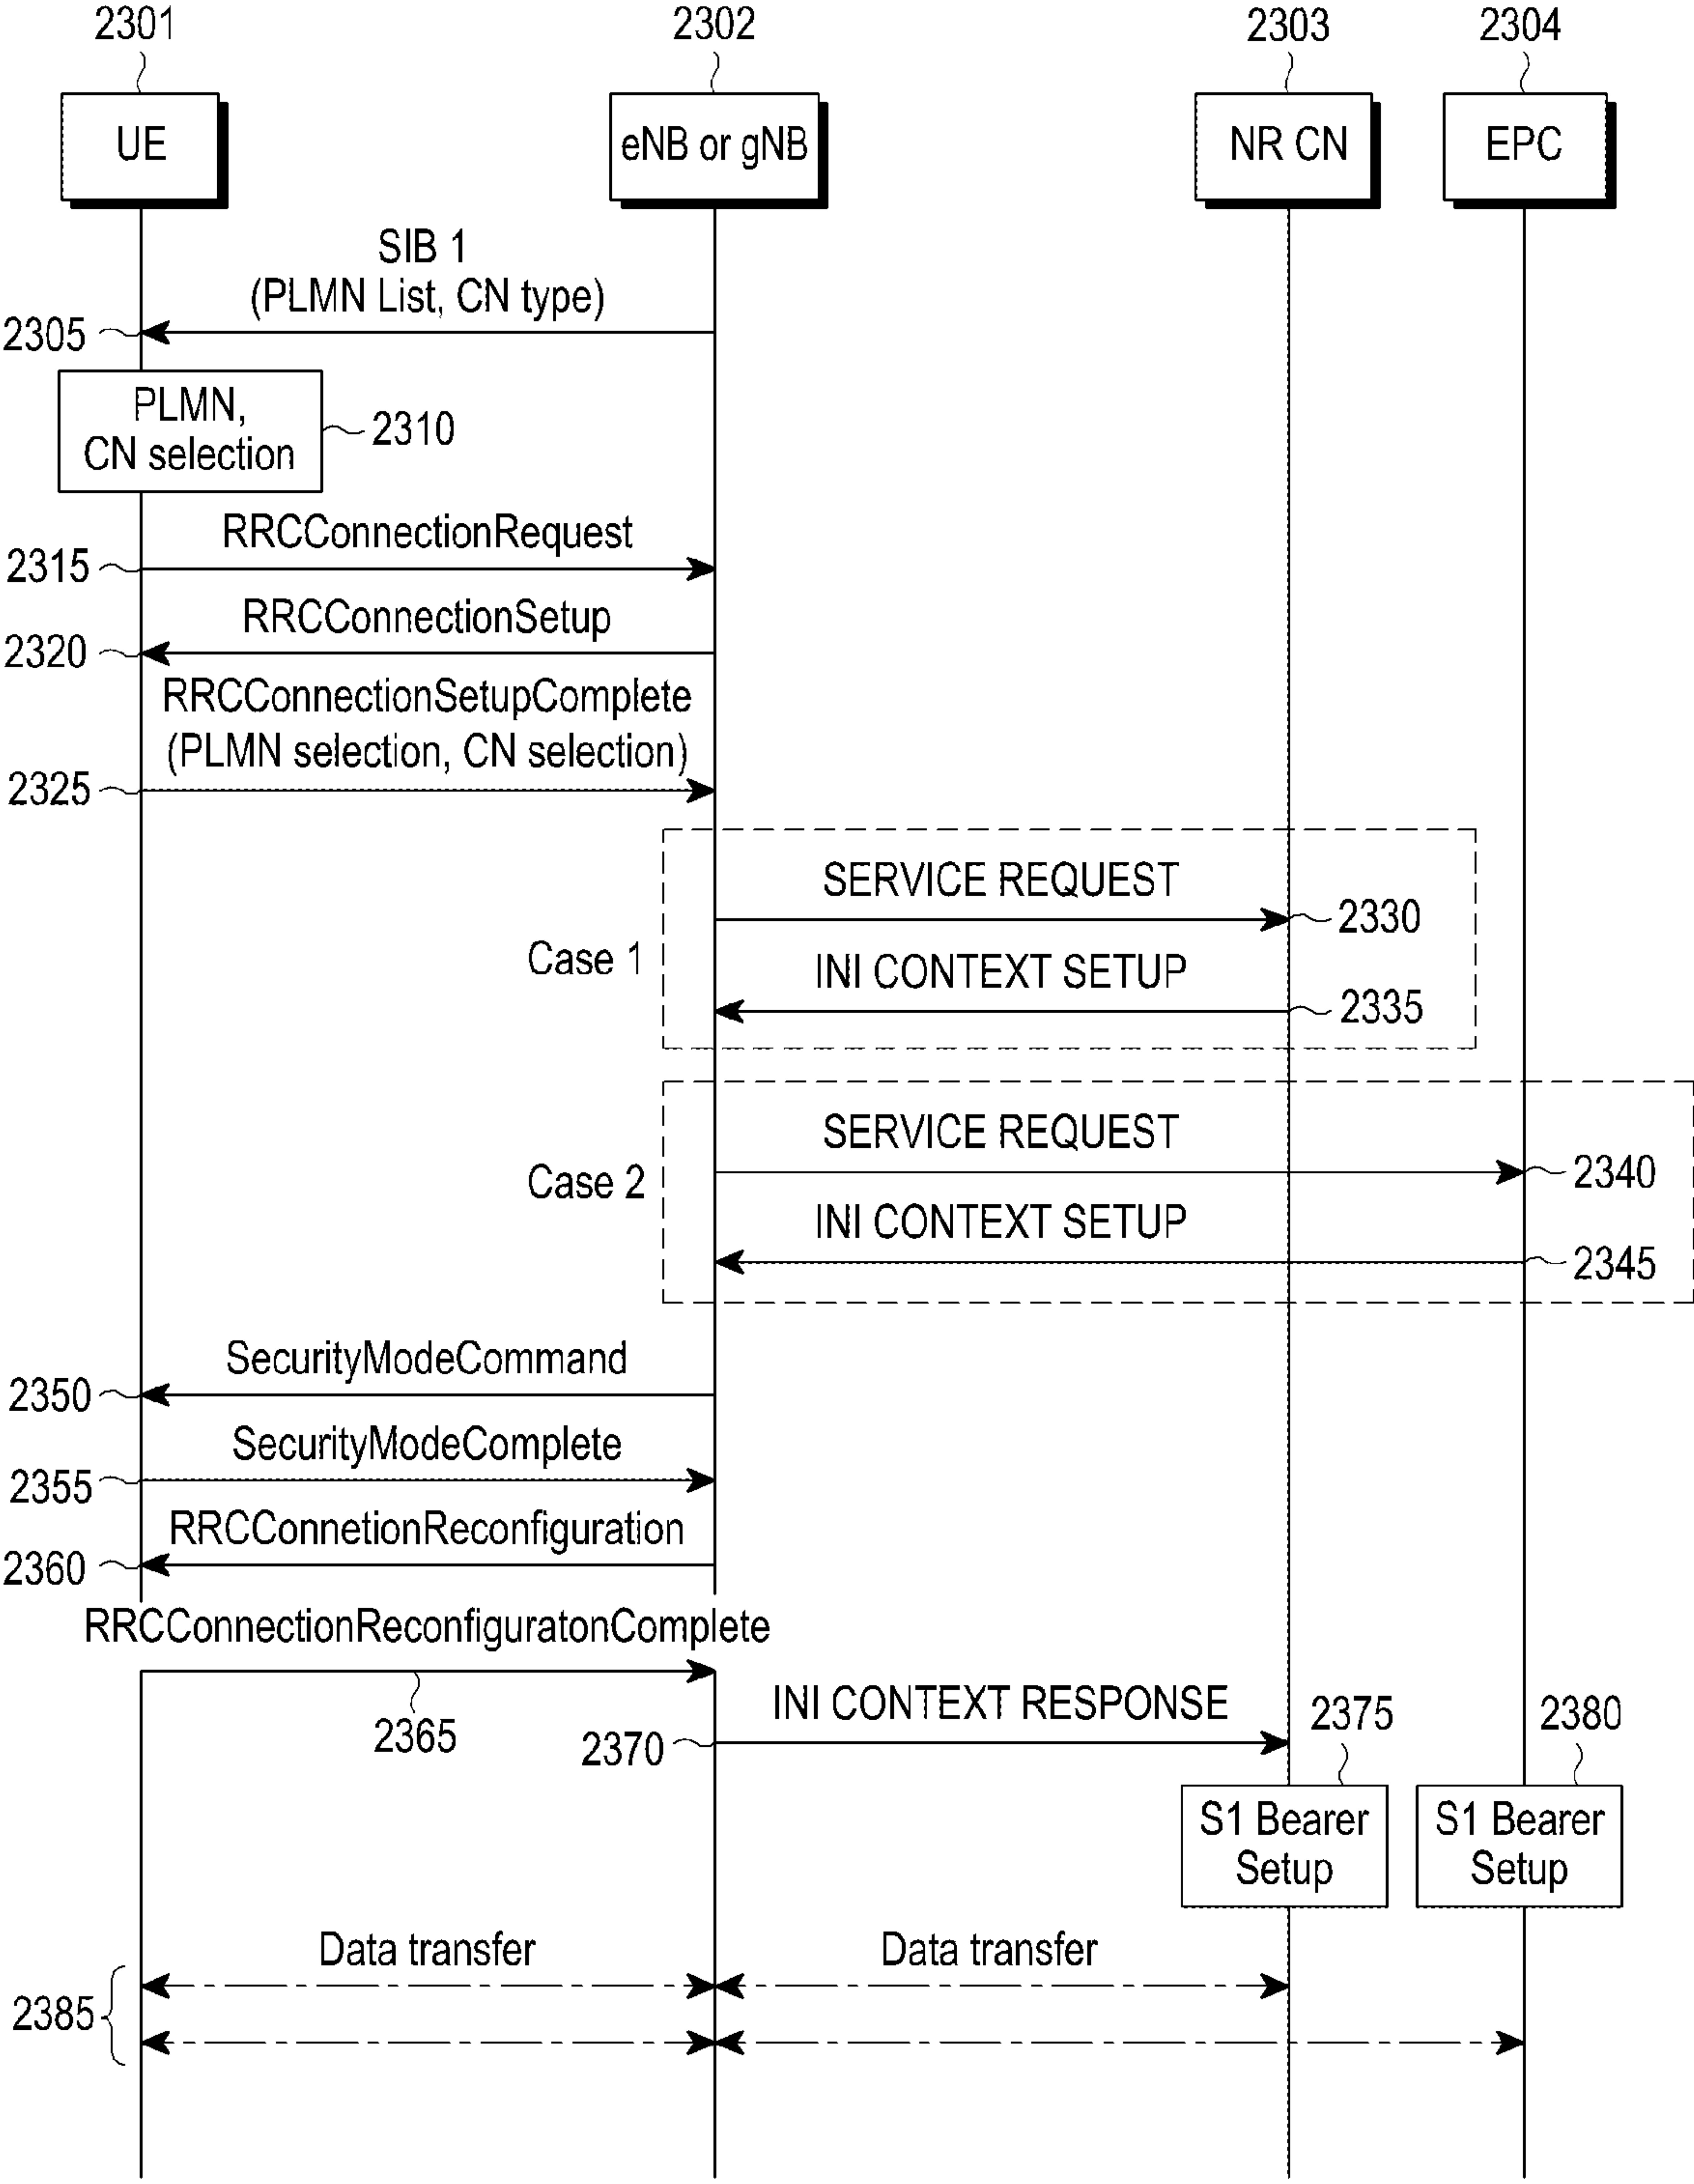 2301
2302
2303
2304
UE
eNB or gNB
NR CN
EPC
SIB 1
(PLMN List, CN type)
2305
PLMN,
CN selection
2310
RRCConnectionRequest
2315
RRCConnectionSetup
2320
RRCConnectionSetupComplete
(PLMN selection, CN selection)
2325
SERVICE REQUEST
2330
Case 1
INI CONTEXT SETUP
2335
SERVICE REQUEST
2340
Case 2
INI CONTEXT SETUP
2345
SecurityModeCommand
2350
SecurityModeComplete
2355
RRCConnetionReconfiguration
2360
RRCConnectionReconfiguratonComplete
2365
INI CONTEXT RESPONSE
2370
2375
2380
S1 Bearer
Setup
S1 Bearer
Setup
Data transfer
Data transfer
2385